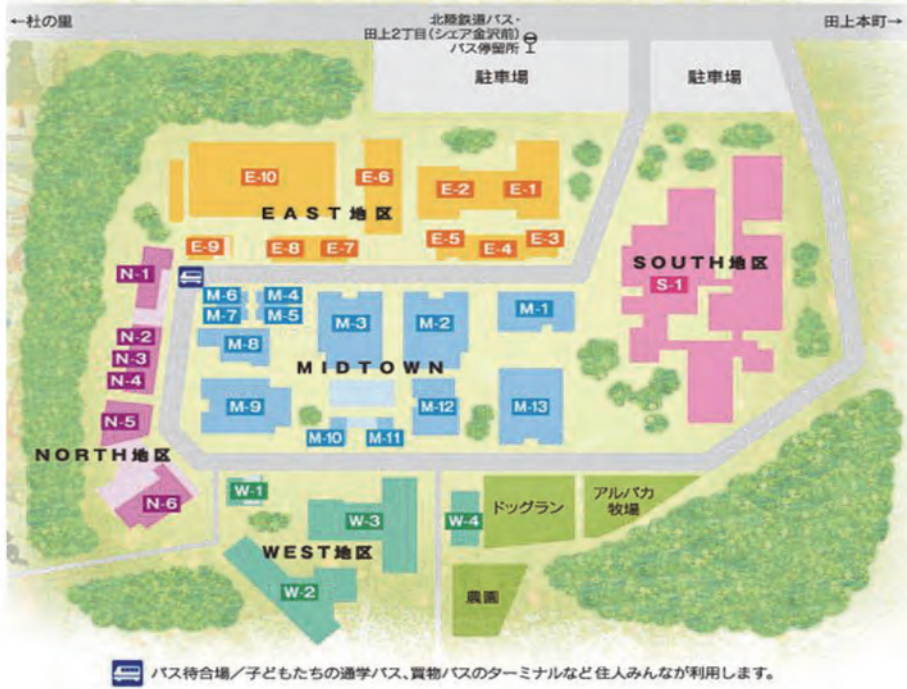 ←杜の里
北陸鉄道バス・
田上2丁目(シェア金沢前)
バス停留所
田上本町→
駐車場
駐車場
E-10
E-6
E-2
E-1
EAST地区
E-9
E-8
E-7
E-5
E-4
E-3
SOUTH地区
S-1
N-1
N-2
N-3
N-4
N-5
NORTH地区
N-6
M-6
M-4
M-7
M-5
M-3
M-2
M-1
M-8
MIDTOWN
M-9
M-12
M-13
M-10
M-11
W-1
W-3
W-4
WEST地区
W-2
ドッグラン
アルパカ
牧場
農園
バス待合場/子どもたちの通学バス、買物バスのターミナルなど住人みんなが利用します。